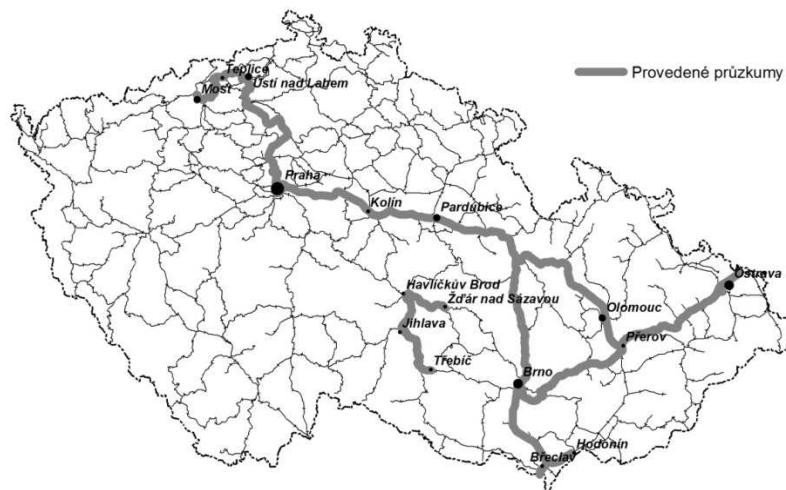 Teplice
Ústí nad Labem
Most
Provedené průzkumy
Praha
Kolín
Pardubice
Havlíčkův Brod
Žďár nad Sázavou
Jihlava
Třebíč
Ostrava
Olomouc
Přerov
Brno
Hodonín
Břeclav